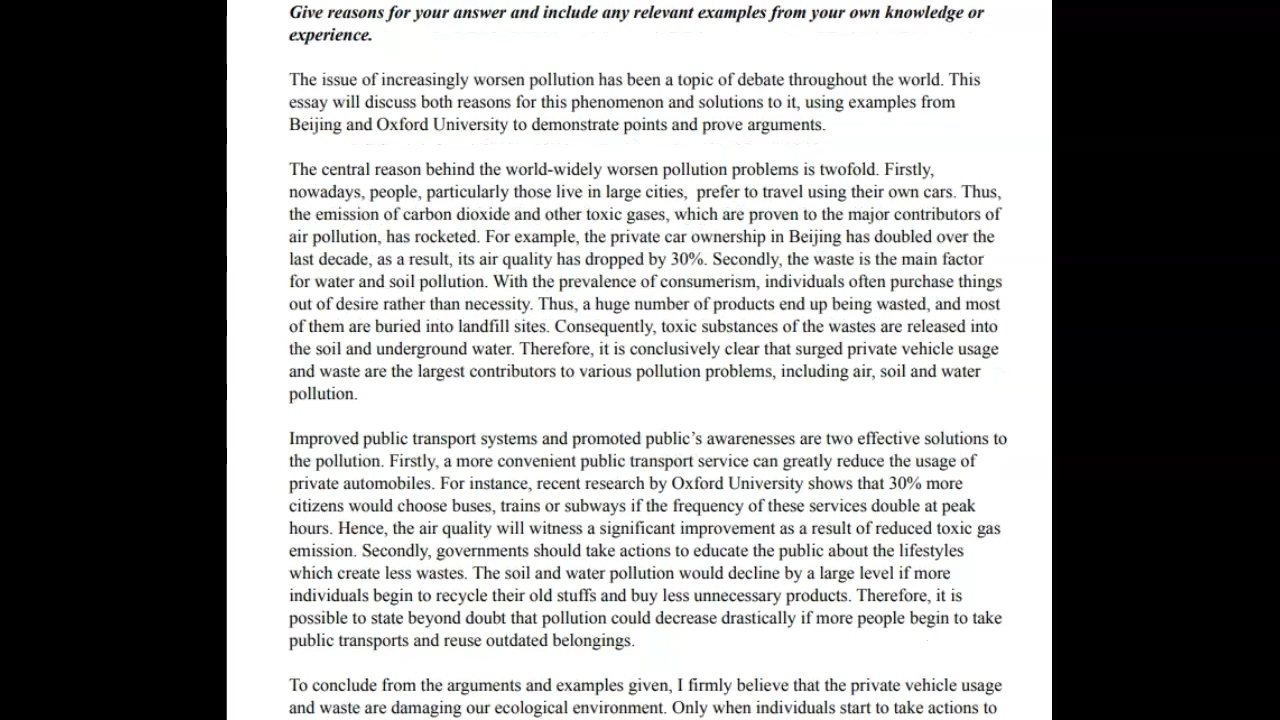 Give reasons for your answer and include any relevant examples from your own knowledge or
experience.
The issue of increasingly worsen pollution has been a topic of debate throughout the world. This
essay will discuss both reasons for this phenomenon and solutions to it, using examples from
Beijing and Oxford University to demonstrate points and prove arguments.
The central reason behind the world-widely worsen pollution problems is twofold. Firstly,
nowadays, people, particularly those live in large cities,  prefer to travel using their own cars. Thus,
the emission of carbon dioxide and other toxic gases, which are proven to the major contributors of
air pollution, has rocketed. For example, the private car ownership in Beijing has doubled over the
last decade, as a result, its air quality has dropped by 30%. Secondly, the waste is the main factor
for water and soil pollution. With the prevalence of consumerism, individuals often purchase things
out of desire rather than necessity. Thus, a huge number of products end up being wasted, and most
of them are buried into landfill sites. Consequently, toxic substances of the wastes are released into
the soil and underground water. Therefore, it is conclusively clear that surged private vehicle usage
and waste are the largest contributors to various pollution problems, including air, soil and water
pollution.
Improved public transport systems and promoted public's awarenesses are two effective solutions to
the pollution. Firstly, a more convenient public transport service can greatly reduce the usage of
private automobiles. For instance, recent research by Oxford University shows that 30% more
citizens would choose buses, trains or subways if the frequency of these services double at peak
hours. Hence, the air quality will witness a significant improvement as a result of reduced toxic gas
emission. Secondly, governments should take actions to educate the public about the lifestyles
which create less wastes. The soil and water pollution would decline by a large level if more
individuals begin to recycle their old stuffs and buy less unnecessary products. Therefore, it is
possible to state beyond doubt that pollution could decrease drastically if more people begin to take
public transports and reuse outdated belongings.
To conclude from the arguments and examples given, I firmly believe that the private vehicle usage
and waste are damaging our ecological environment. Only when individuals start to take actions to